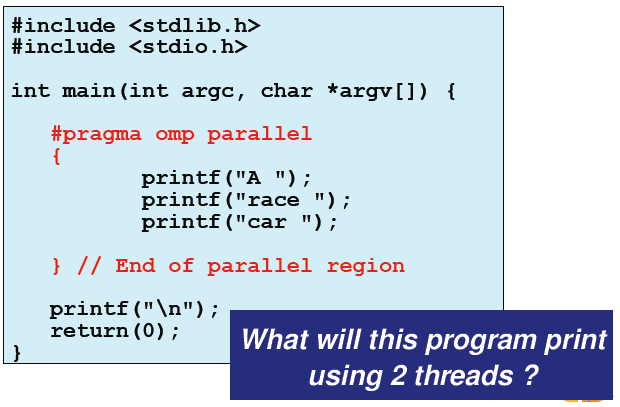 #include <stdlib.h>
#include <stdio.h>
int main(int argc, char *argv[]) {
#pragma omp parallel
{
printf("A ");
printf("race ");
printf("car ");
} // End of parallel region
printf("\n");
return(0);
}
What will this program print
using 2 threads ?